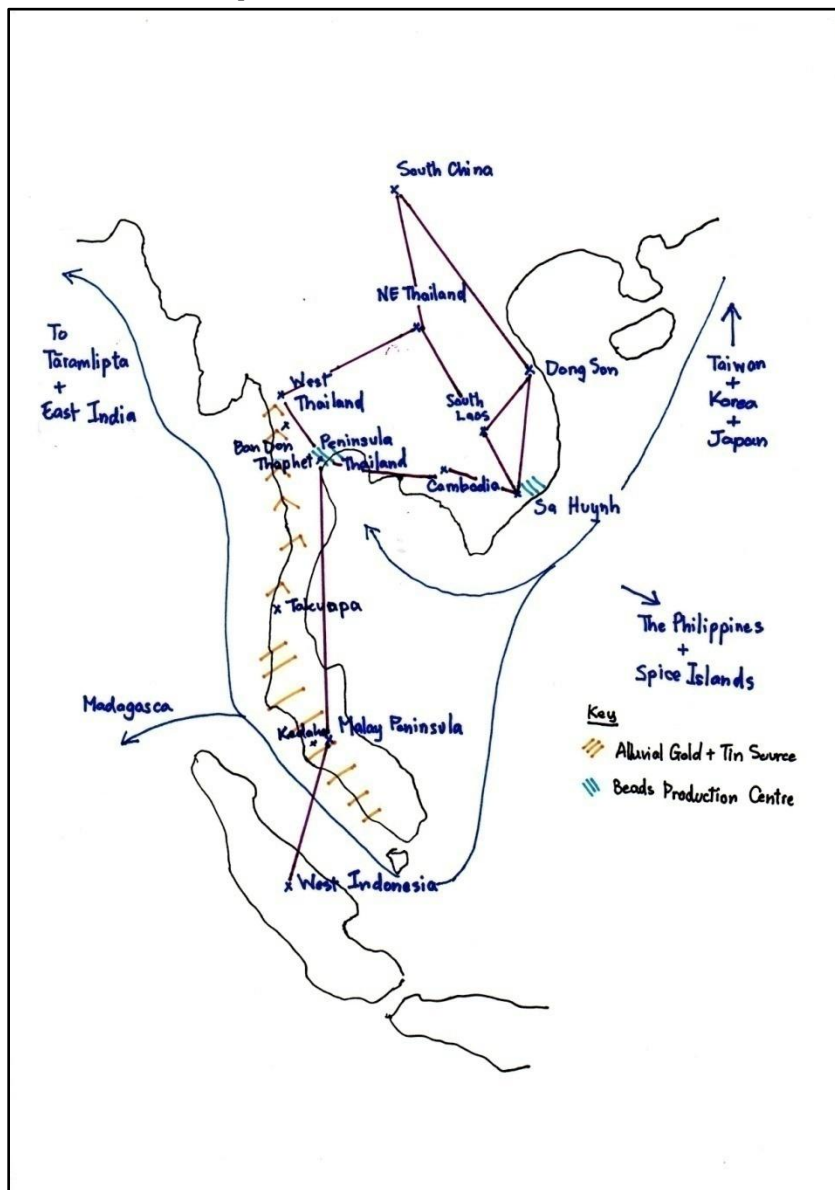 South China
NE Thailand
To
Tāramlipta
+
East India
Dong Son
Taiwan
+
Korea
+
Japan
West
Thailand
South
Laos
Ban Don
Thaphet
Peninsula
Thailand
Cambodia
Sa Huynh
Takuapa
The Philippines
+
Spice Islands
Madagasca
Kedah
Malay Peninsula
Key
Alluvial Gold + Tin Source
Beads Production Centre
West Indonesia